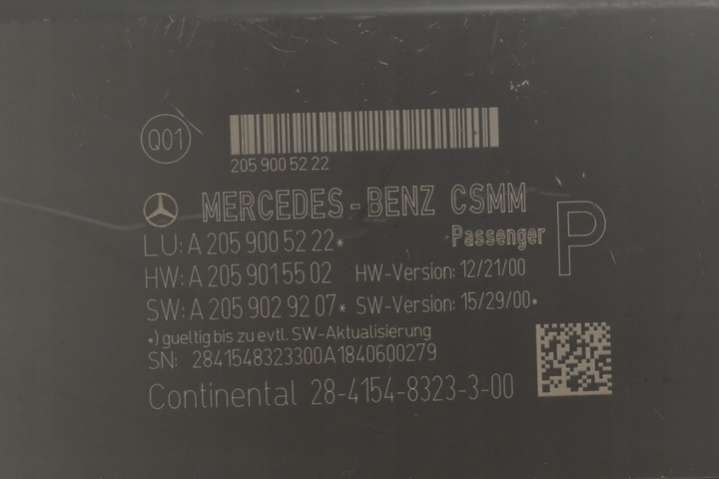 Q01
205 900 52 22
MERCEDES-BENZ CSMM
LU: A 205 900 52 22*
Passenger P
HW: A 205 901 55 02 HW-Version: 12/21/00
SW: A 205 902 92 07* SW-Version: 15/29/00*
*) gueltig bis zu evtl. SW-Aktualisierung
SN: 2841548323300A1840600279
Continental 28-4154-8323-3-00